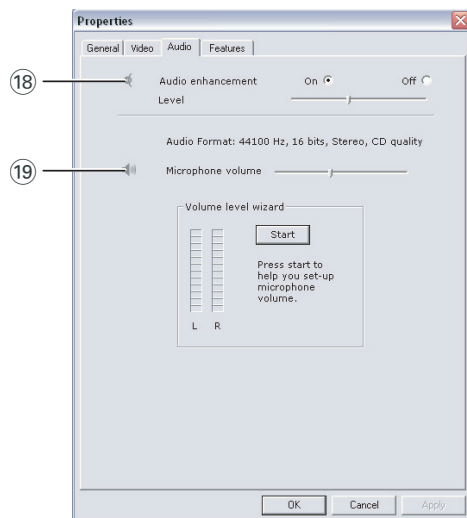 Properties
General Video Audio Features
18 Audio enhancement On Off
Level
Audio Format: 44100 Hz, 16 bits, Stereo, CD quality
19 Microphone volume
Volume level wizard
Start
Press start to
help you set-up
microphone
volume.
L R
OK Cancel Apply